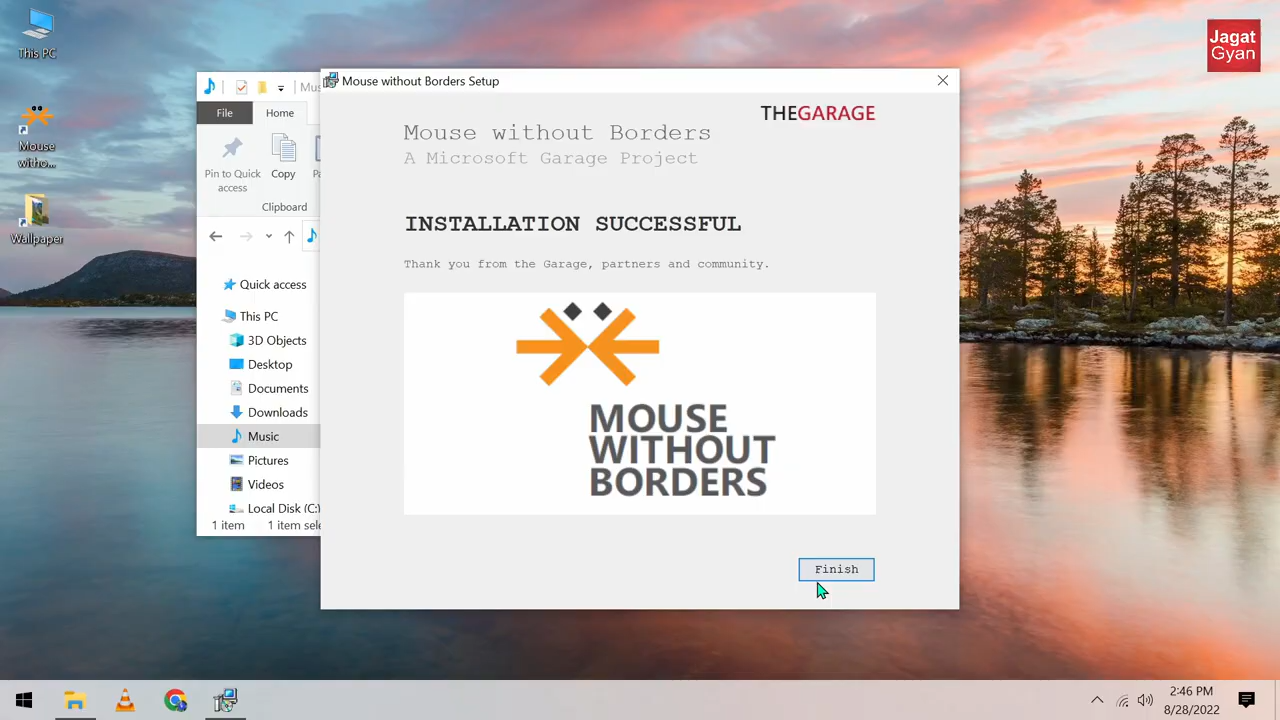 This PC
Mouse
witho...
Wallpaper
Jagat
Gyan
Mouse without Borders Setup
THEGARAGE
Mouse without Borders
A Microsoft Garage Project
INSTALLATION SUCCESSFUL
Thank you from the Garage, partners and community.
MOUSE
WITHOUT
BORDERS
Finish
File
Home
Pin to Quick
access
Copy
Clipboard
Quick access
This PC
3D Objects
Desktop
Documents
Downloads
Music
Pictures
Videos
Local Disk (C:)
1 item
2:46 PM
8/28/2022